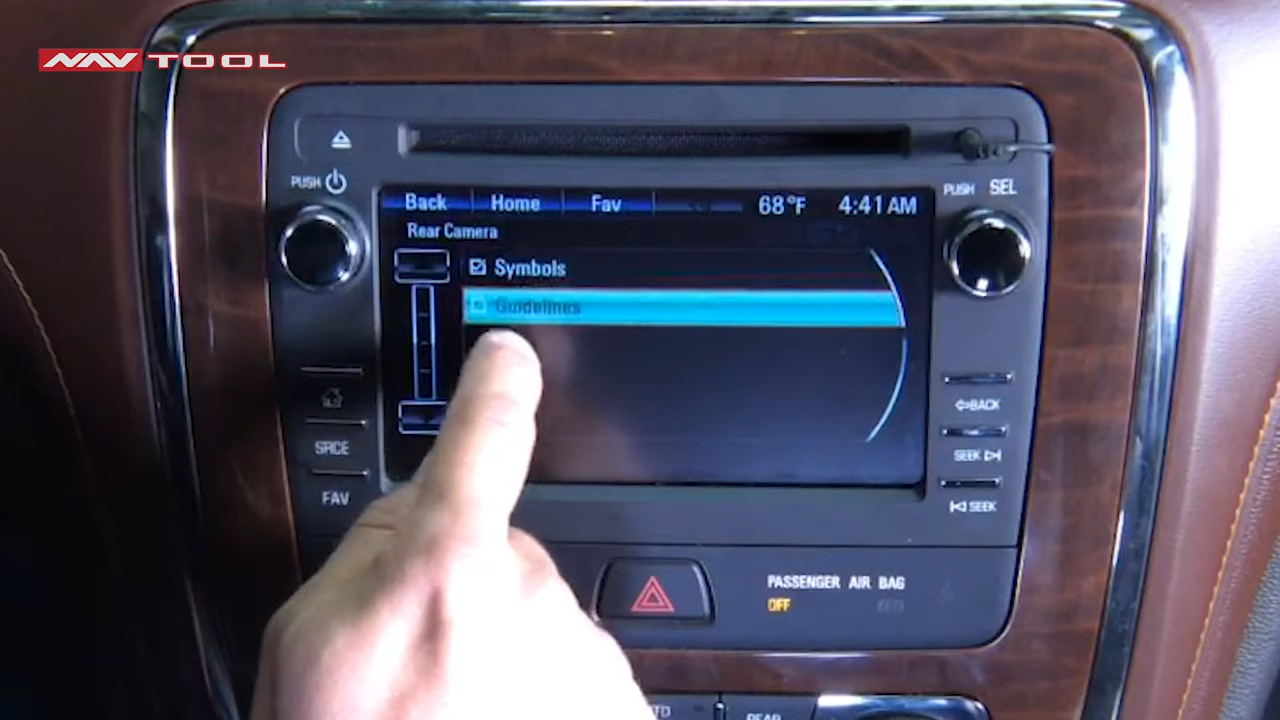 NAVTOOL
PUSH
PUSH SEL
Back Home Fav 68°F 4:41 AM
Rear Camera
Symbols
Guidelines
SRCE
FAV
BACK
SEEK
SEEK
PASSENGER AIR BAG
OFF
REAR